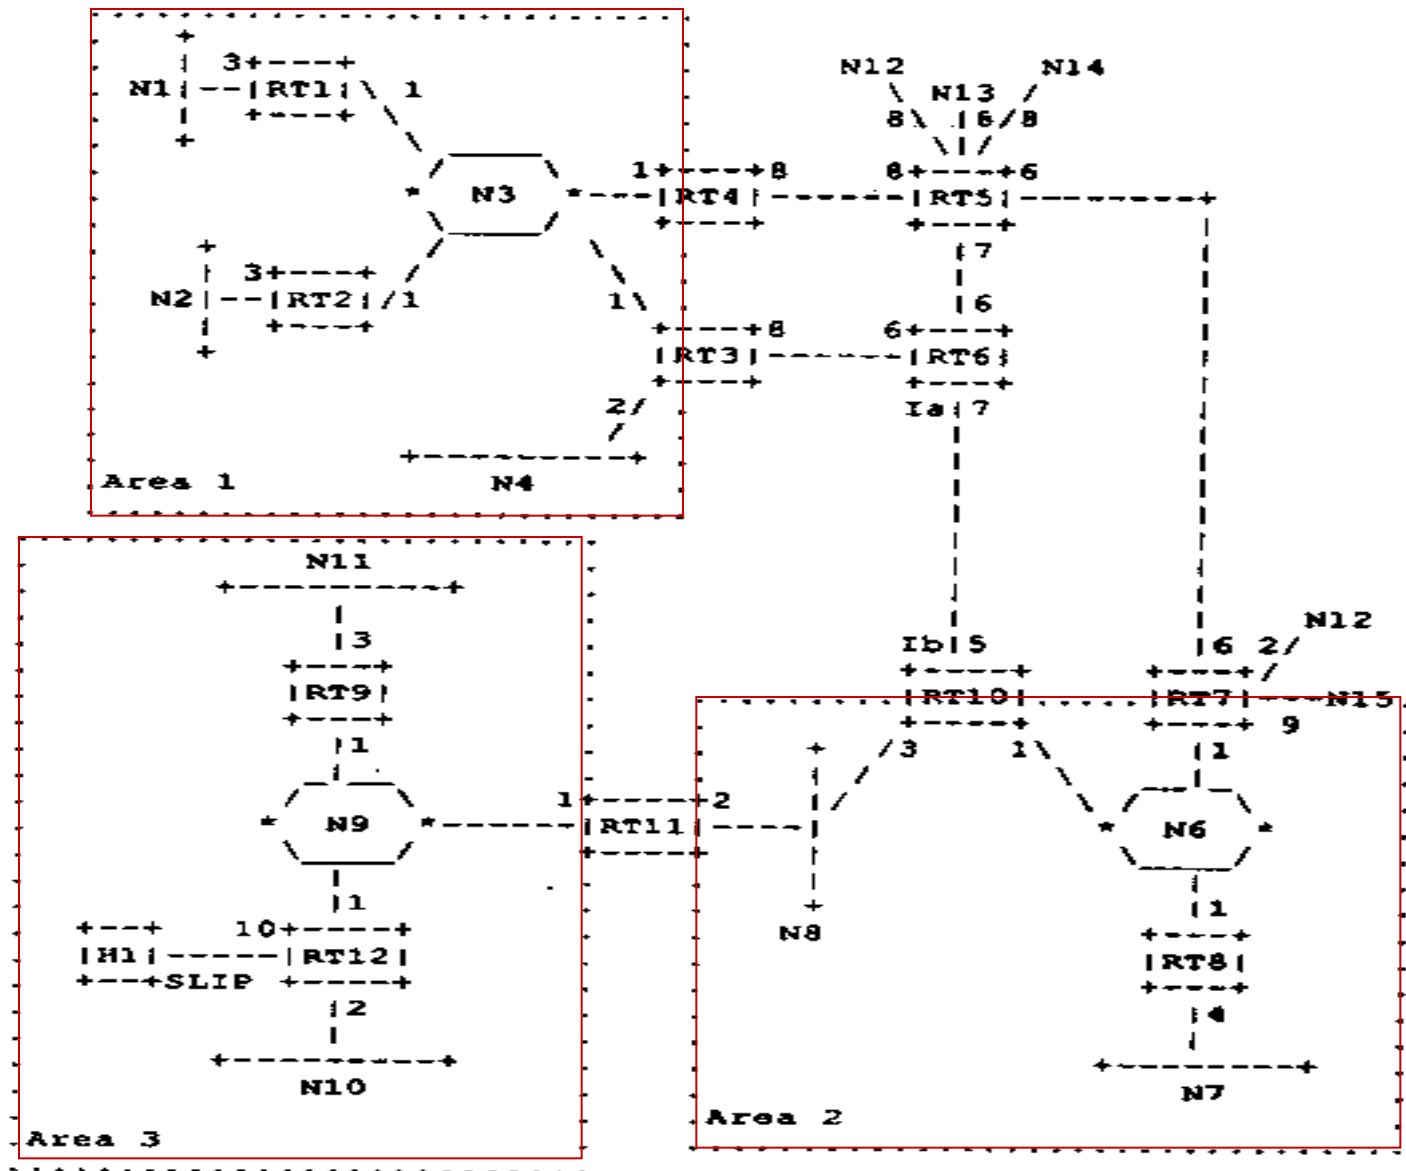 N12 N14
3
N1 RT1 1 N13
8 8 8
1 8 8 6
N3 RT4 RT5
7
3
N2 RT2 1 1 6
8 6
RT3 RT6
2 Ia 7
Area 1 N4
N11
N12
3 Ib 5 6 2
RT9 RT10 RT7 N15
9
1 3 1 1
1 2
N9 RT11 N6
1 1
10 N8
H1 RT12 RT8
SLIP
2 4
N10 N7
Area 2
Area 3